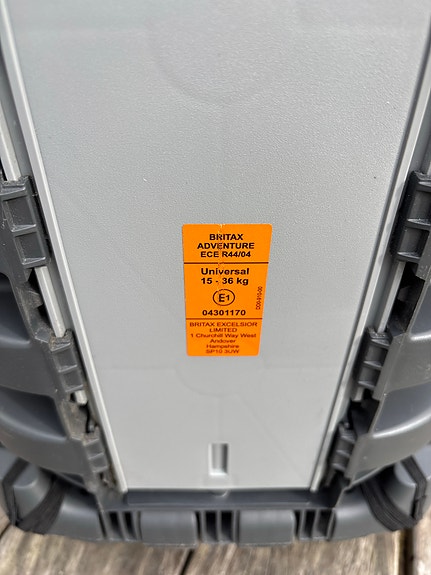 BRITAX
ADVENTURE
ECE R44/04
Universal
15 - 36 kg
E1
04301170
BRITAX EXCELSIOR
LIMITED
1 Churchill Way West
Andover
Hampshire
SP10 3UW